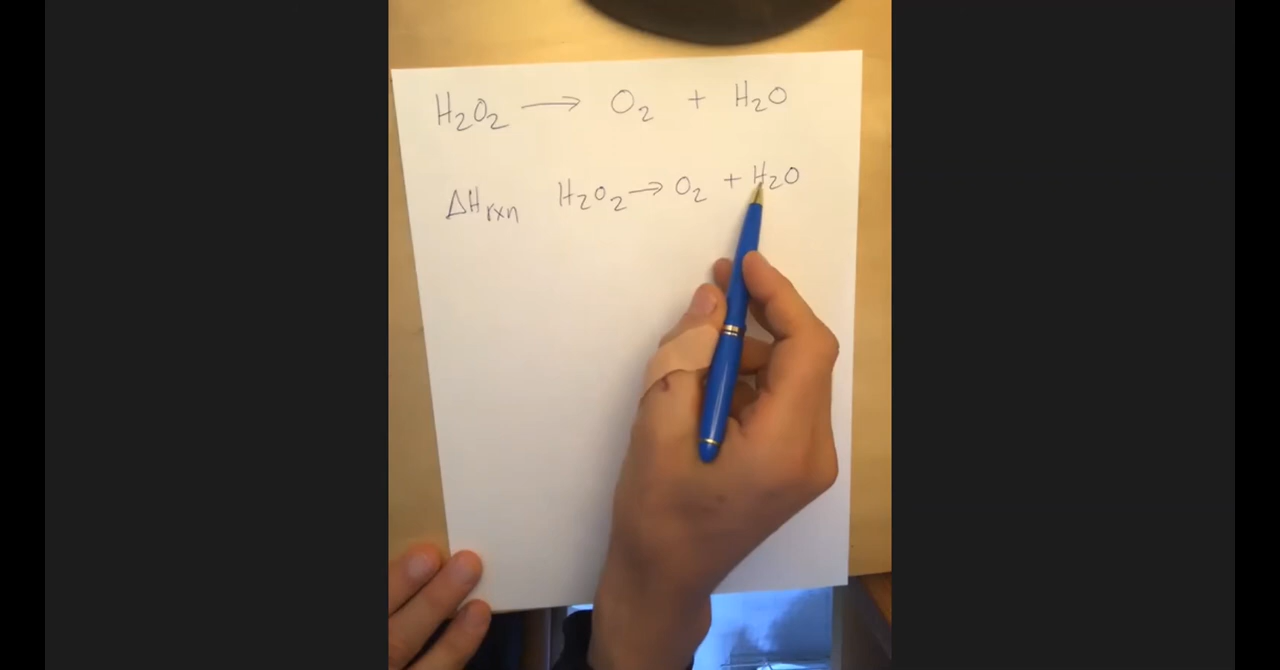 H₂O₂ → O₂ + H₂O
ΔHrxn H₂O₂ → O₂ + H₂O